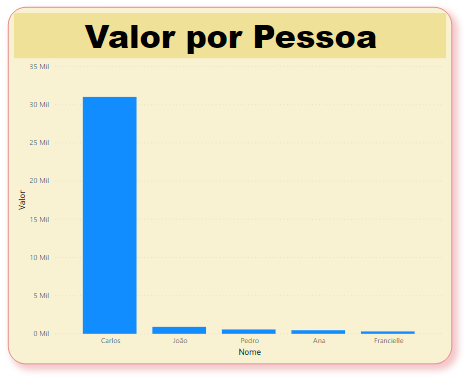 Valor por Pessoa
35 Mil
30 Mil
25 Mil
20 Mil
15 Mil
10 Mil
5 Mil
0 Mil
Valor
Carlos João Pedro Ana Francielle
Nome